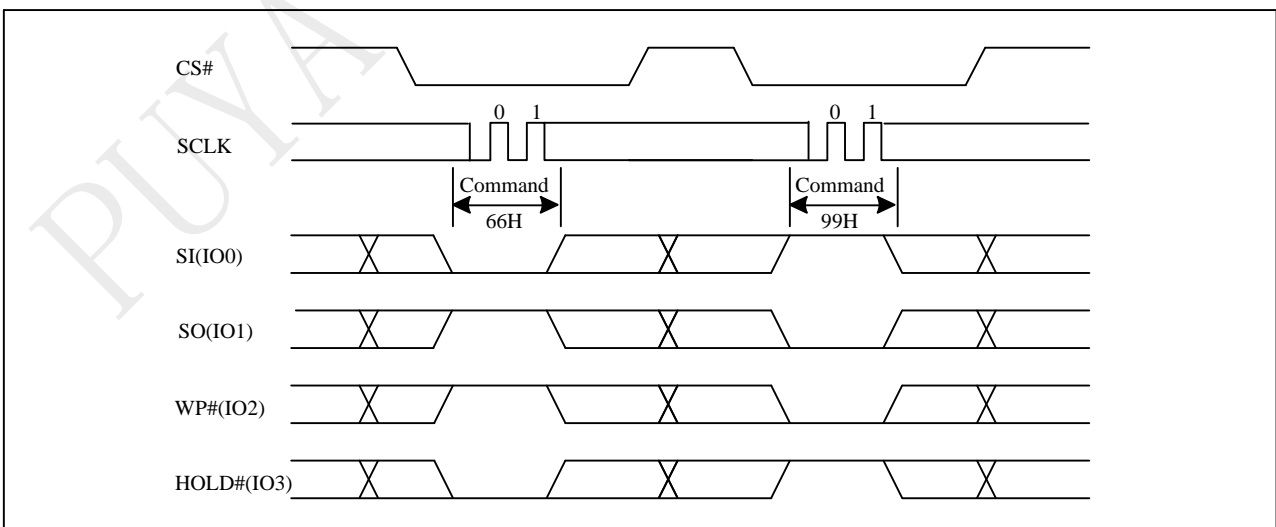 PUYA
CS#
0 1 0 1
SCLK
Command Command
66H 99H
SI(IO0)
SO(IO1)
WP#(IO2)
HOLD#(IO3)